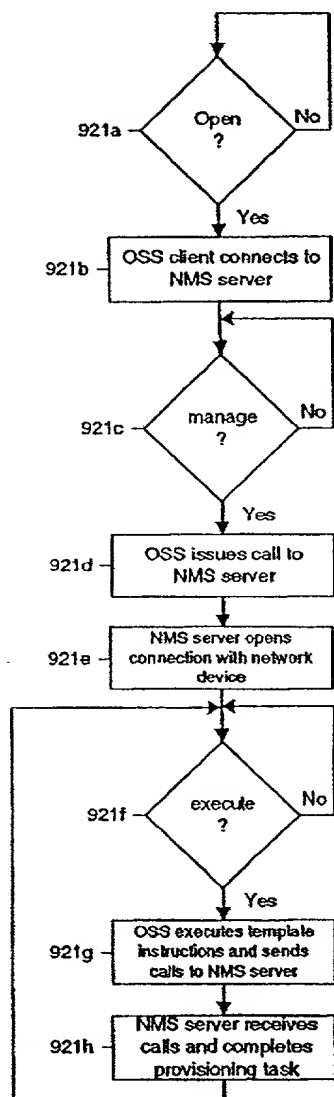 Open
?
No
921a
Yes
OSS client connects to
NMS server
921b
manage
?
No
921c
Yes
OSS issues call to
NMS server
921d
NMS server opens
connection with network
device
921e
execute
?
No
921f
Yes
OSS executes template
instructions and sends
calls to NMS server
921g
NMS server receives
calls and completes
provisioning task
921h